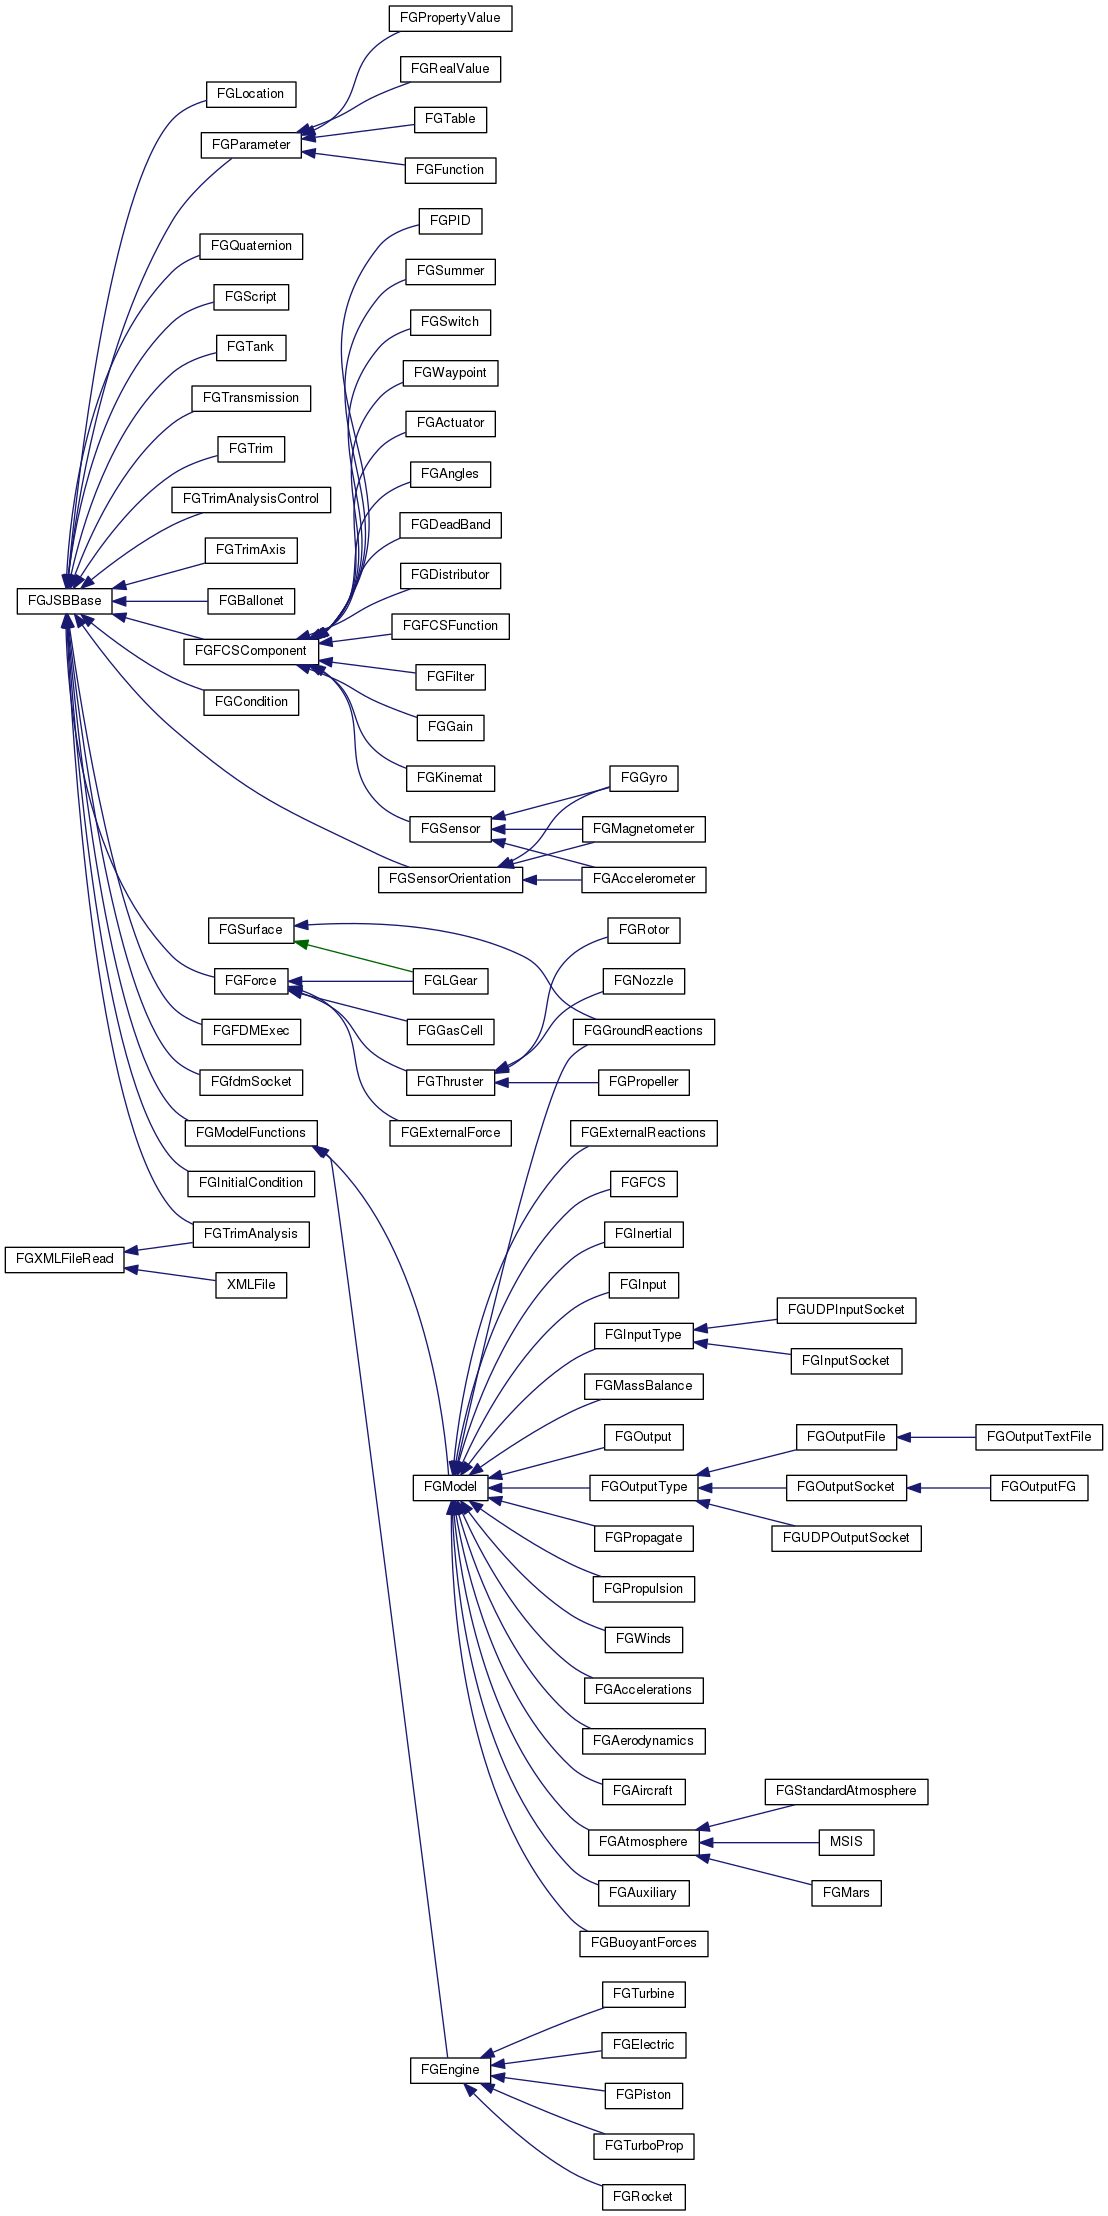 FGPropertyValue
FGRealValue
FGLocation
FGTable
FGParameter
FGFunction
FGPID
FGQuaternion
FGSummer
FGScript
FGSwitch
FGTank
FGWaypoint
FGTransmission
FGActuator
FGTrim
FGAngles
FGTrimAnalysisControl
FGDeadBand
FGTrimAxis
FGDistributor
FGJSBBase
FGBallonet
FGFCSFunction
FGFCSComponent
FGFilter
FGCondition
FGGain
FGKinemat
FGGyro
FGSensor
FGMagnetometer
FGSensorOrientation
FGAccelerometer
FGSurface
FGRotor
FGForce
FGLGear
FGNozzle
FGFDMExec
FGGasCell
FGGroundReactions
FGfdmSocket
FGThruster
FGPropeller
FGModelFunctions
FGExternalForce
FGExternalReactions
FGInitialCondition
FGFCS
FGTrimAnalysis
FGInertial
FGXMLFileRead
XMLFile
FGInput
FGUDPInputSocket
FGInputType
FGInputSocket
FGMassBalance
FGOutput
FGOutputFile
FGOutputTextFile
FGModel
FGOutputType
FGOutputSocket
FGOutputFG
FGPropagate
FGUDPOutputSocket
FGPropulsion
FGWinds
FGAccelerations
FGAerodynamics
FGAircraft
FGStandardAtmosphere
FGAtmosphere
MSIS
FGAuxiliary
FGMars
FGBuoyantForces
FGTurbine
FGElectric
FGEngine
FGPiston
FGTurboProp
FGRocket